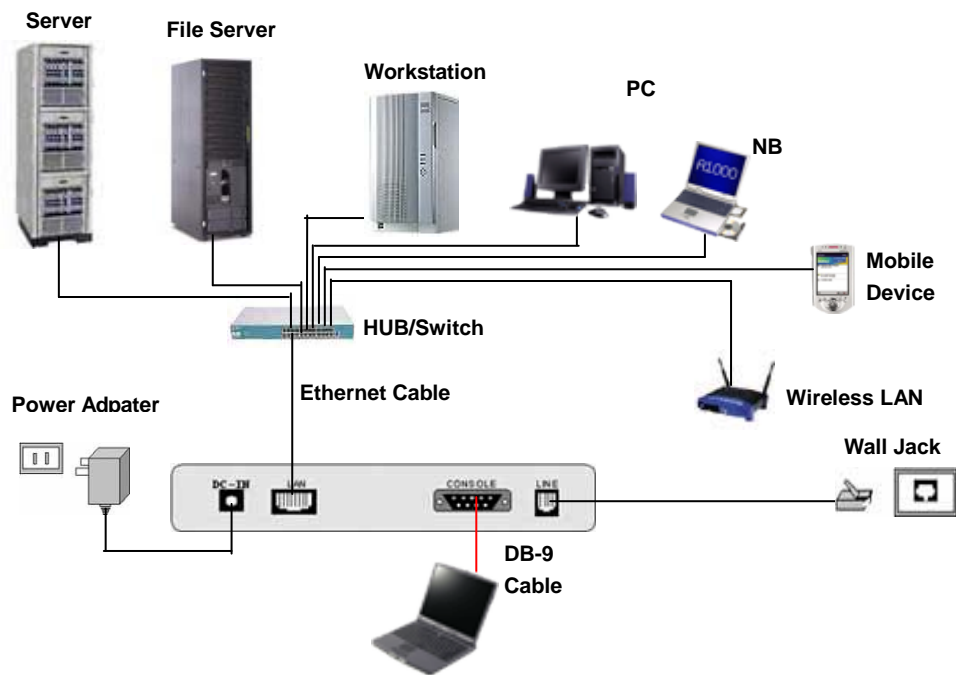 Server
File Server
Workstation
PC
NB
R1000
Mobile
Device
HUB/Switch
Ethernet Cable
Wireless LAN
Power Adpater
Wall Jack
DC-IN
LAN
CONSOLE
LINE
DB-9
Cable